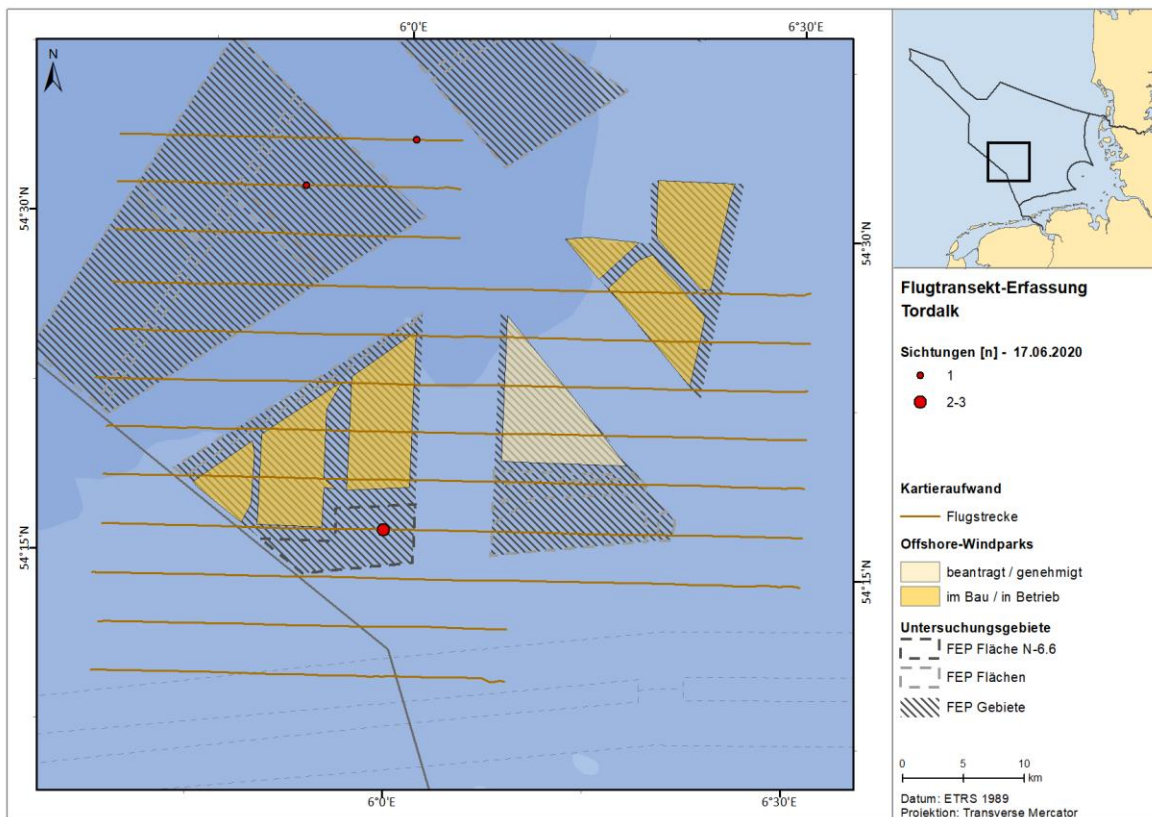 6°0'E
6°30'E
N
54°30'N
54°30'N
54°15'N
54°15'N
6°0'E
6°30'E
Flugtransekt-Erfassung
Tordalk
Sichtungen [n] - 17.06.2020
1
2-3
Kartieraufwand
Flugstrecke
Offshore-Windparks
beantragt / genehmigt
im Bau / in Betrieb
Untersuchungsgebiete
FEP Fläche N-6.6
FEP Flächen
FEP Gebiete
0 5 10
km
Datum: ETRS 1989
Projektion: Transverse Mercator